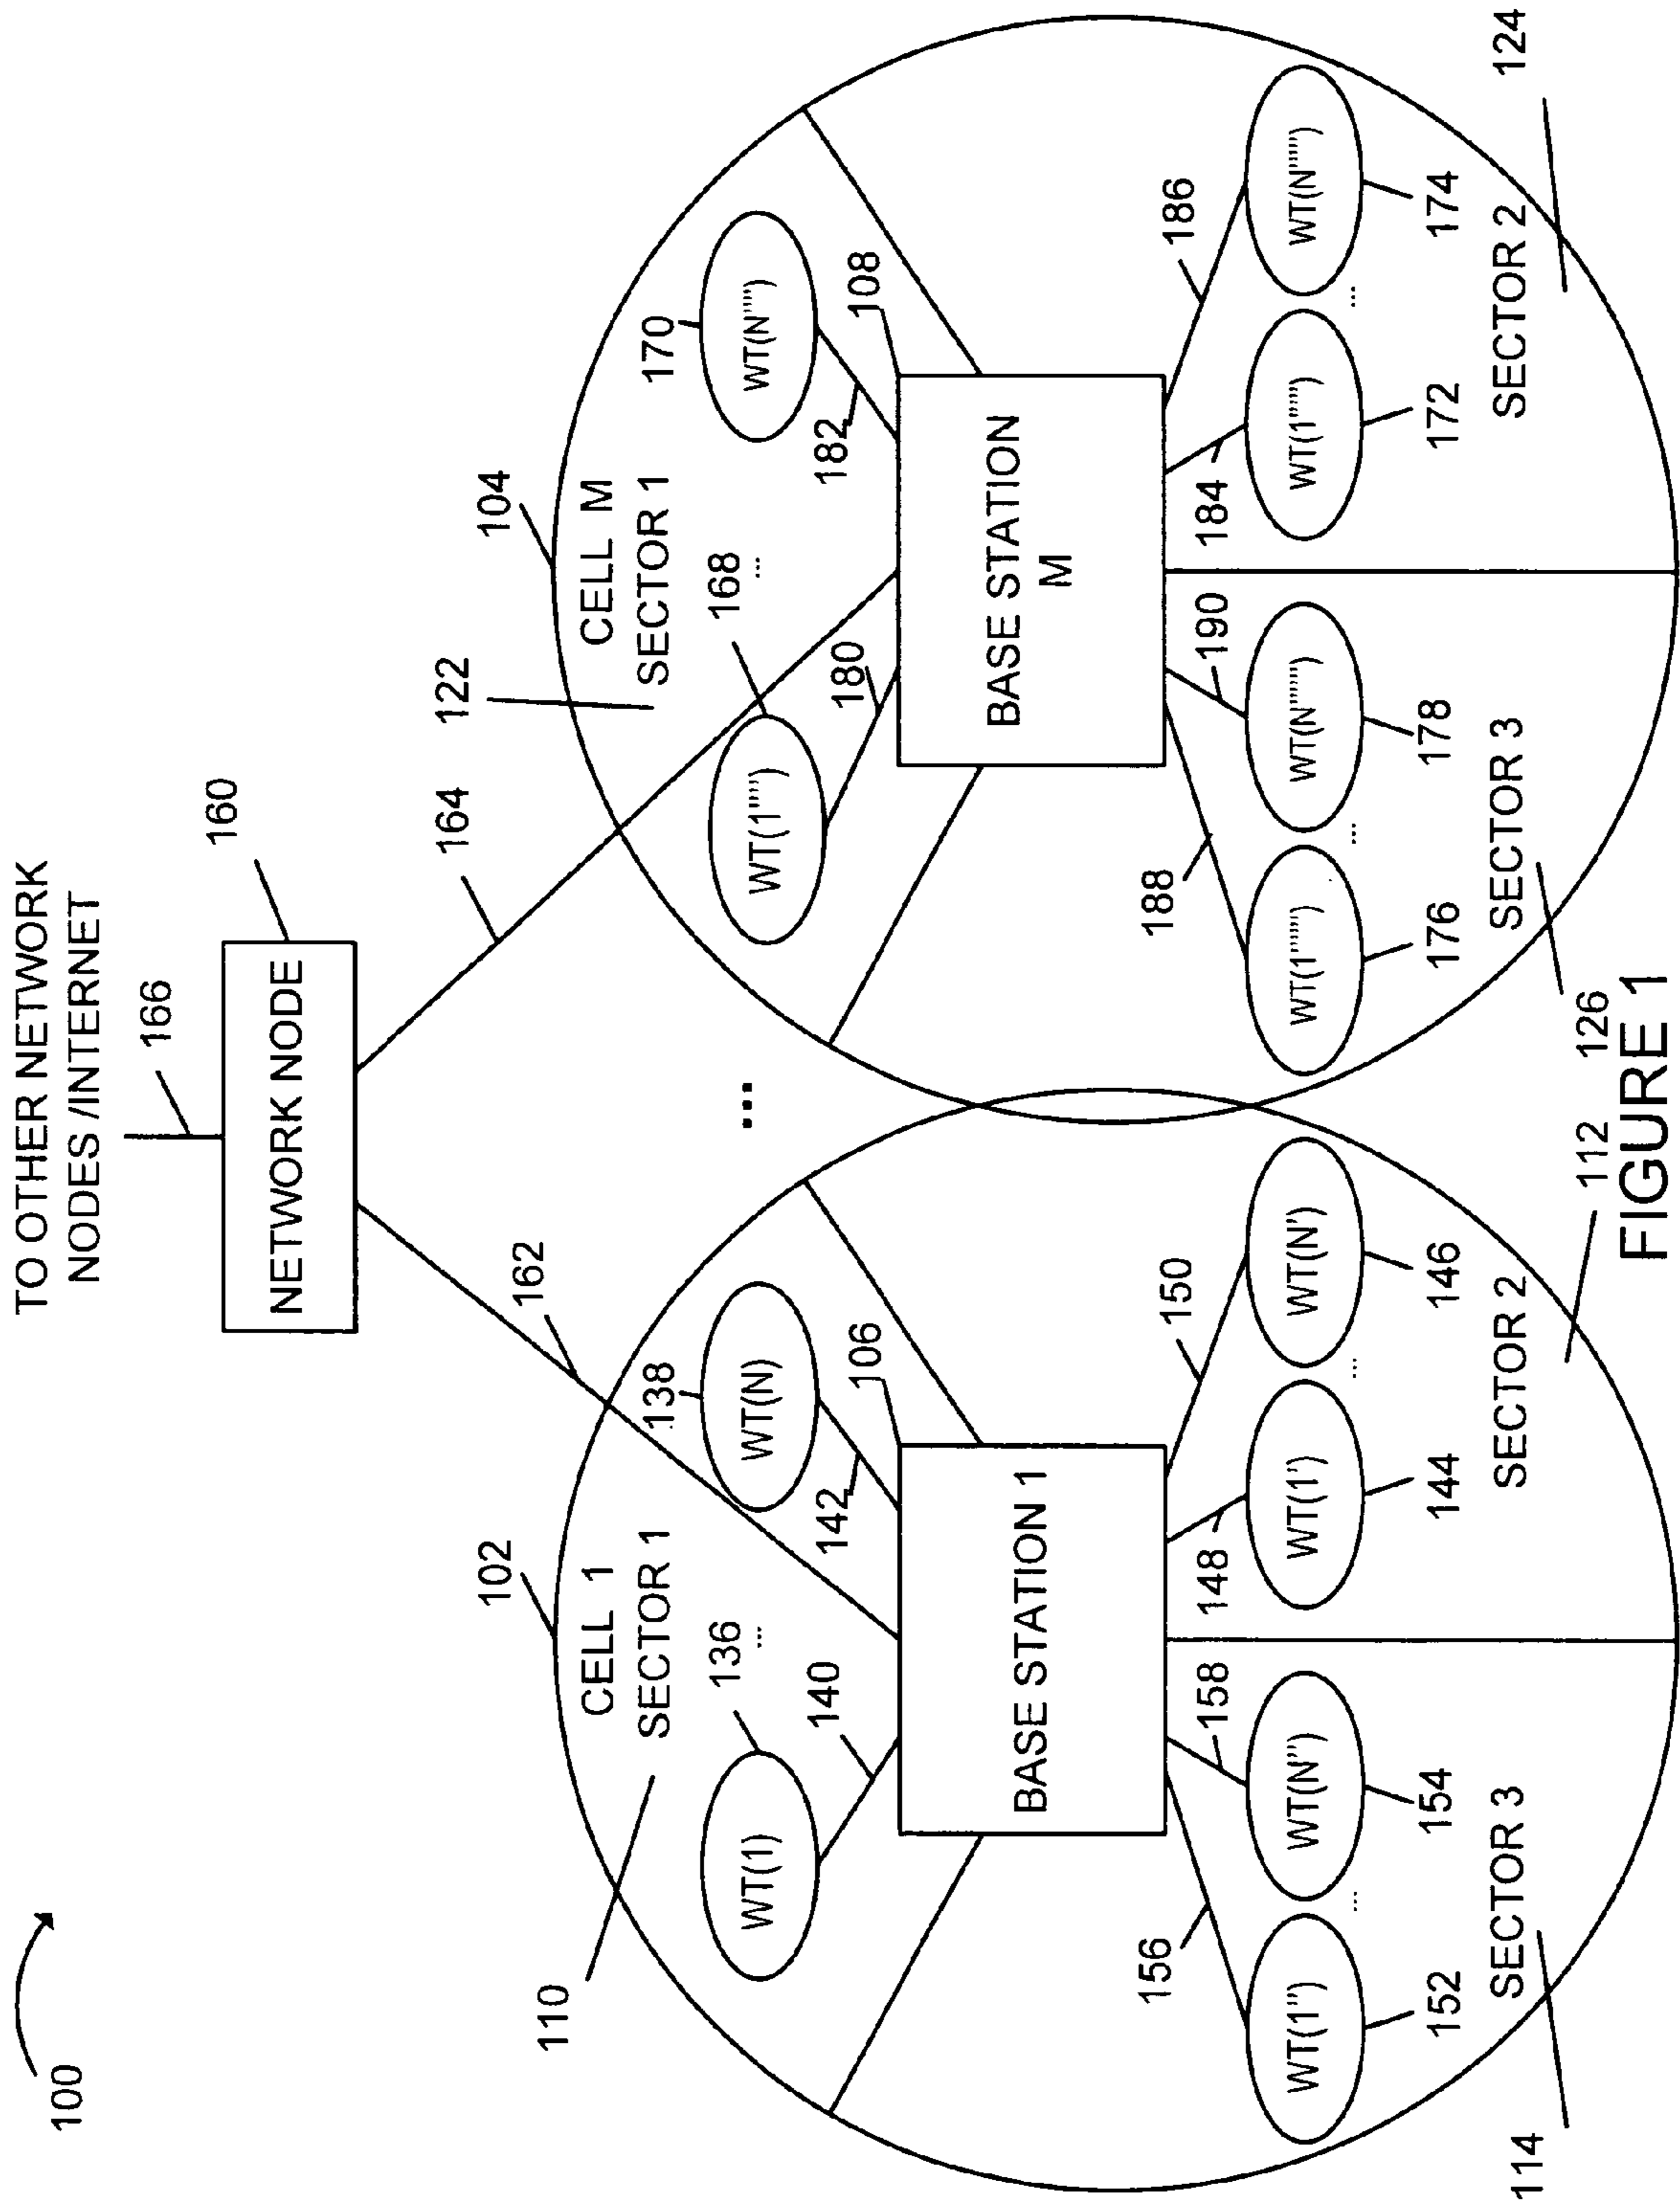 100
TO OTHER NETWORK
NODES /INTERNET
166
NETWORK NODE
160
162
164
102
CELL 1
SECTOR 1
110
136
...
138
WT(1)
WT(N)
140
142
106
BASE STATION 1
156
158
148
150
WT(1'')
...
WT(N'')
WT(1')
...
WT(N')
152
154
144
146
SECTOR 3
SECTOR 2
114
112
...
104
CELL M
SECTOR 1
122
168
...
170
WT(1'''')
WT(N'''')
180
182
108
BASE STATION
M
188
190
184
186
WT(1'''''')
...
WT(N'''''')
WT(1''''')
...
WT(N''''')
176
178
172
174
SECTOR 3
SECTOR 2
126
124
FIGURE 1